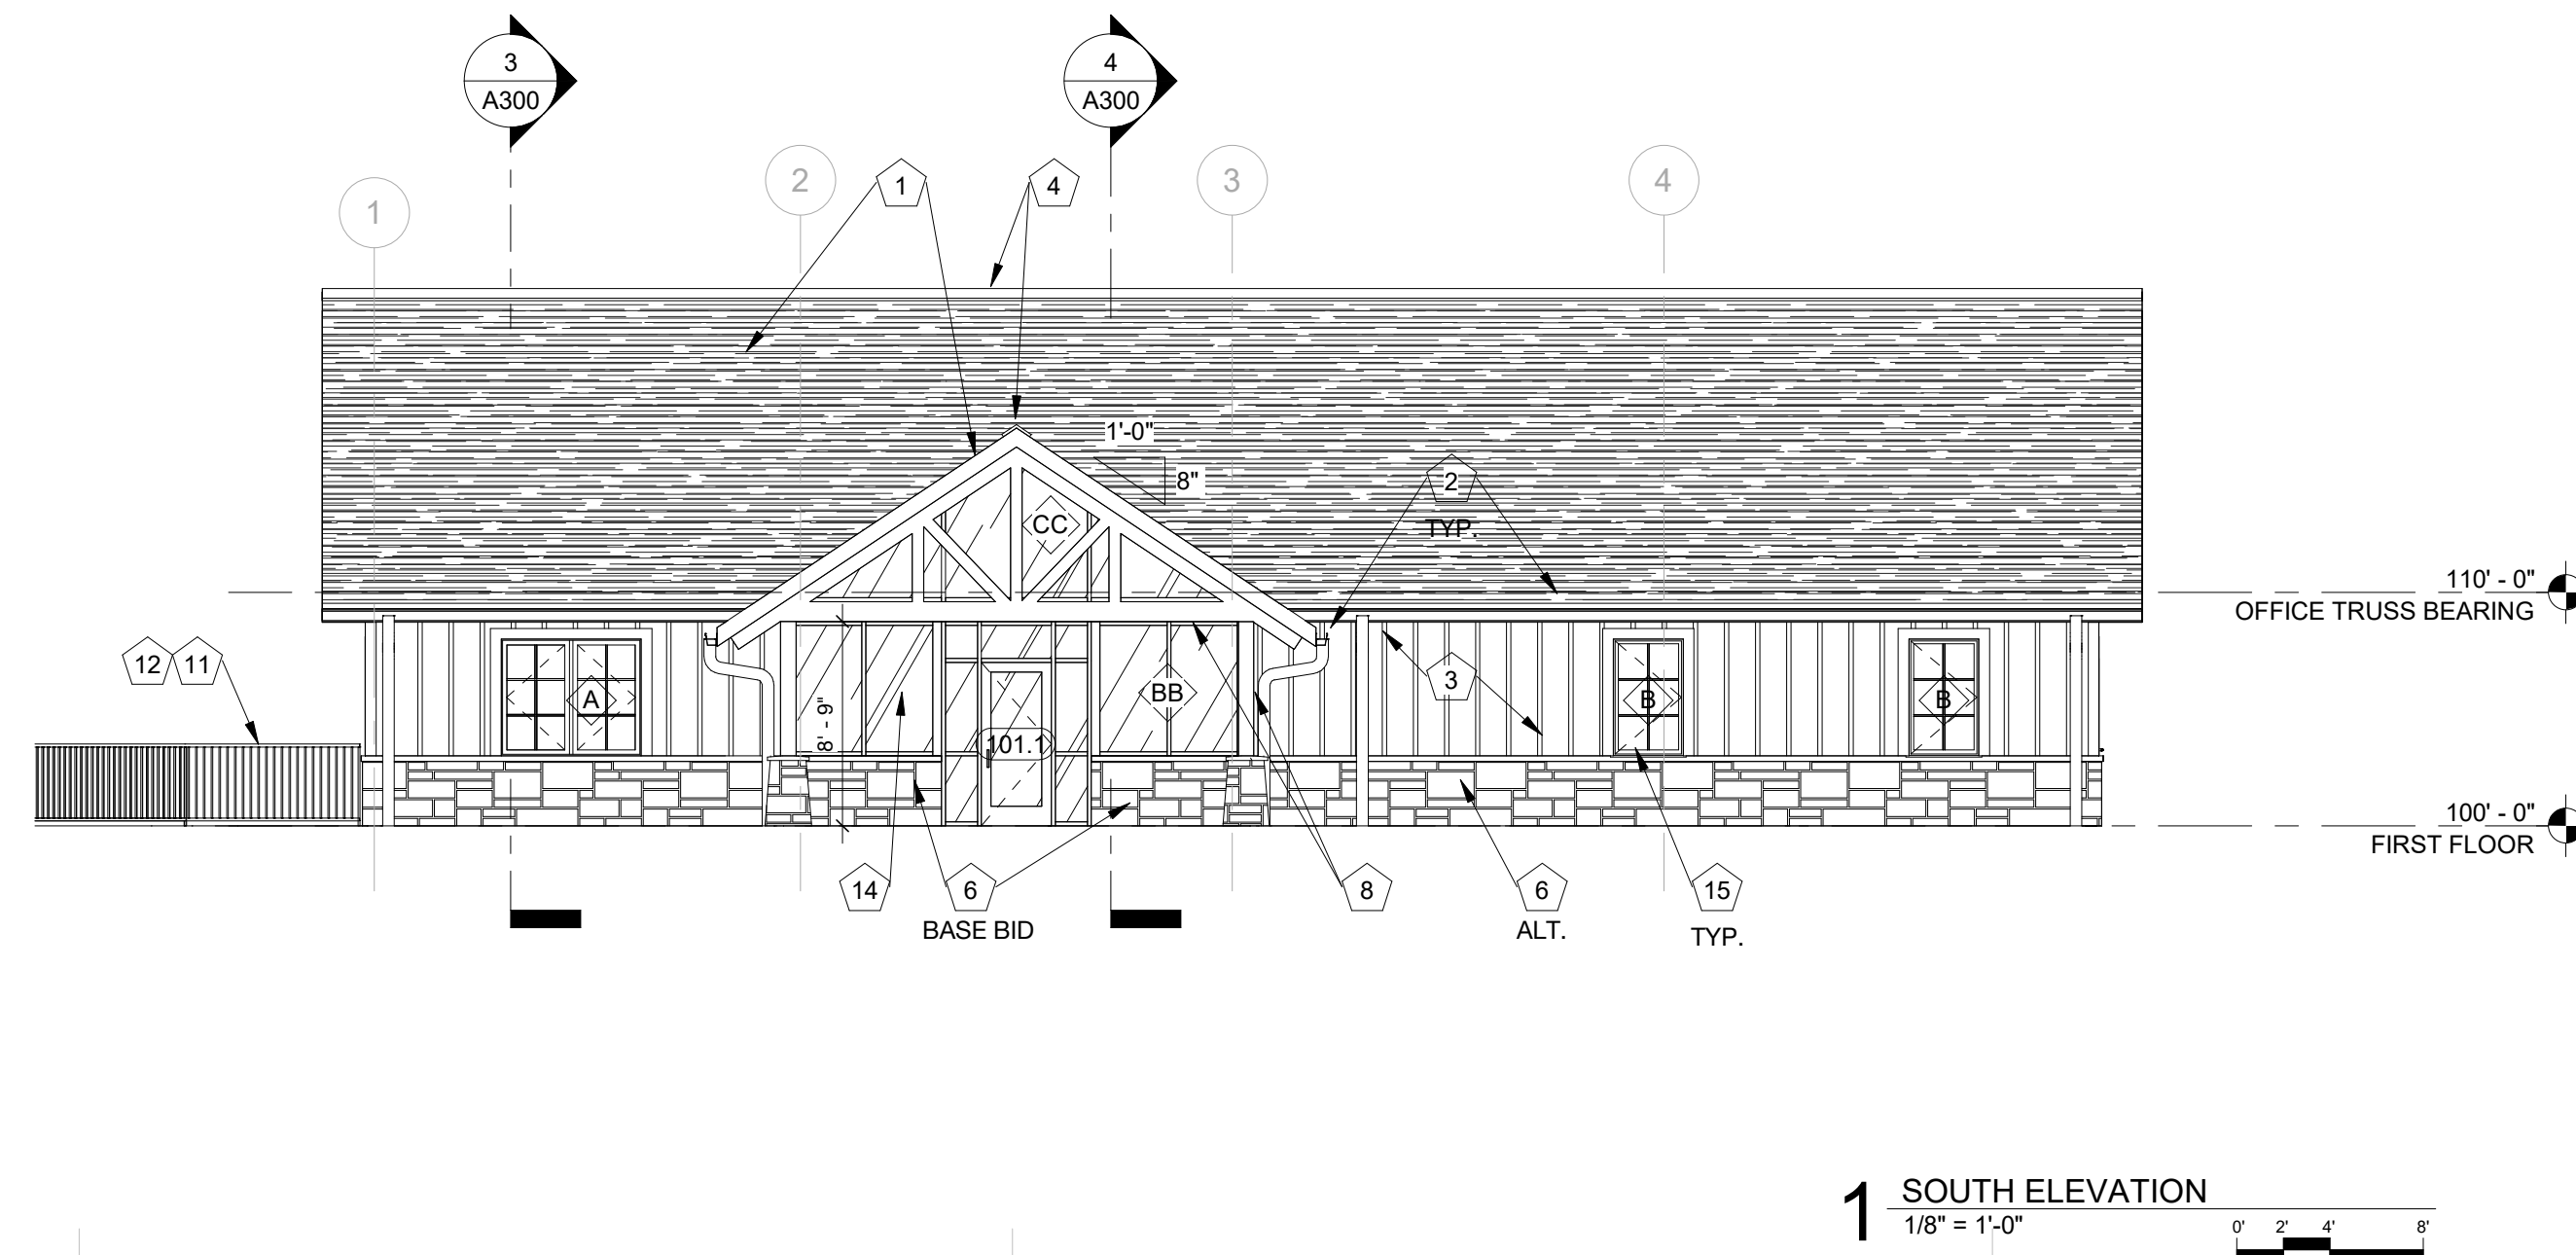 3
A300
4
A300
1
2
3
4
1
4
1'-0"
8"
2
TYP.
CC
110' - 0"
OFFICE TRUSS BEARING
12
11
A
8' - 9"
101.1
BB
3
B
B
100' - 0"
FIRST FLOOR
14
6
BASE BID
8
6
ALT.
15
TYP.
1
SOUTH ELEVATION
1/8" = 1'-0"
0' 2' 4' 8'